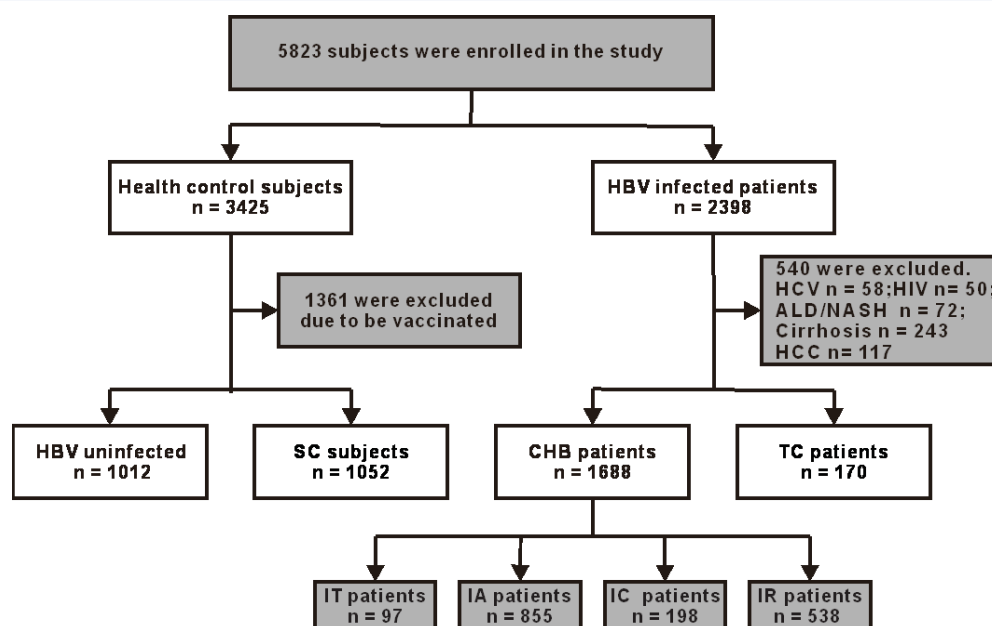 5823 subjects were enrolled in the study
Health control subjects
n = 3425
HBV infected patients
n = 2398
1361 were excluded
due to be vaccinated
540 were excluded.
HCV n = 58;HIV n= 50;
ALD/NASH n = 72;
Cirrhosis n = 243
HCC n= 117
HBV uninfected
n = 1012
SC subjects
n = 1052
CHB patients
n = 1688
TC patients
n = 170
IT patients
n = 97
IA patients
n = 855
IC patients
n = 198
IR patients
n = 538